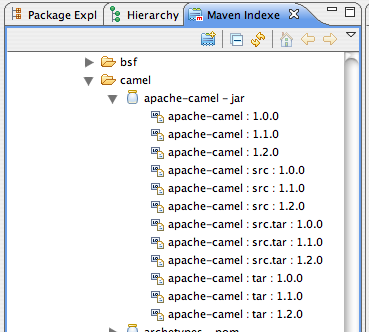 Package Expl Hierarchy Maven Indexe
bsf
camel
apache-camel - jar
apache-camel : 1.0.0
apache-camel : 1.1.0
apache-camel : 1.2.0
apache-camel : src : 1.0.0
apache-camel : src : 1.1.0
apache-camel : src : 1.2.0
apache-camel : src.tar : 1.0.0
apache-camel : src.tar : 1.1.0
apache-camel : src.tar : 1.2.0
apache-camel : tar : 1.0.0
apache-camel : tar : 1.1.0
apache-camel : tar : 1.2.0
archetypes - pom